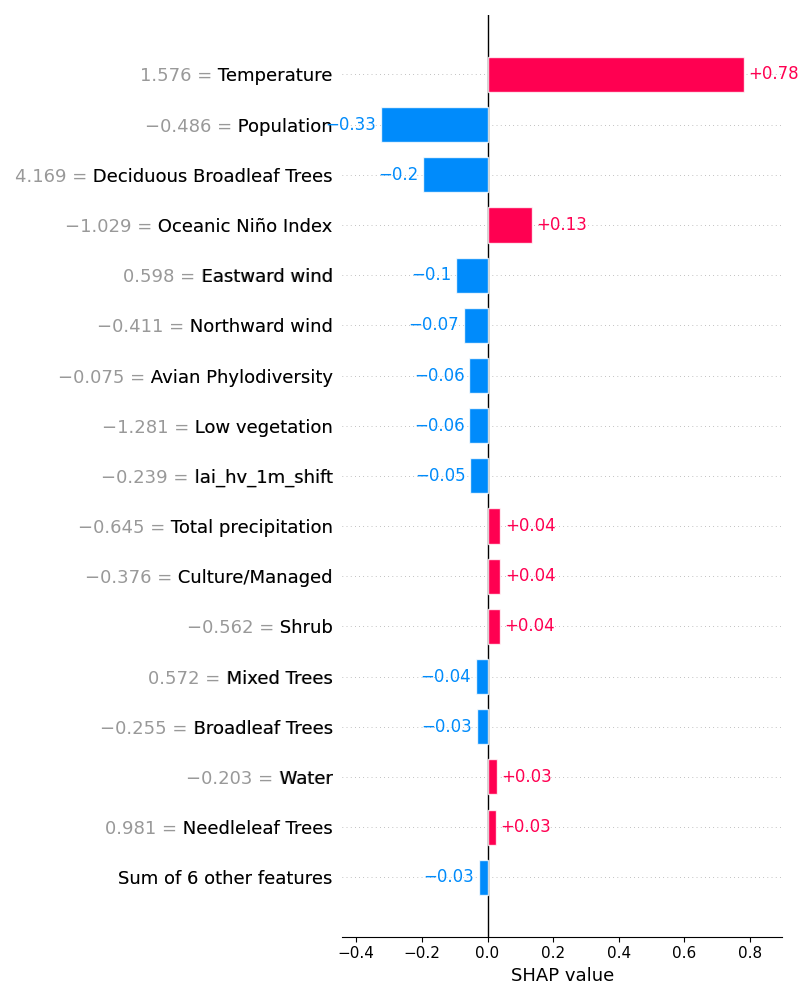 1.576 = Temperature +0.78
−0.486 = Population −0.33
4.169 = Deciduous Broadleaf Trees −0.2
−1.029 = Oceanic Niño Index +0.13
0.598 = Eastward wind −0.1
−0.411 = Northward wind −0.07
−0.075 = Avian Phylodiversity −0.06
−1.281 = Low vegetation −0.06
−0.239 = lai_hv_1m_shift −0.05
−0.645 = Total precipitation +0.04
−0.376 = Culture/Managed +0.04
−0.562 = Shrub +0.04
0.572 = Mixed Trees −0.04
−0.255 = Broadleaf Trees −0.03
−0.203 = Water +0.03
0.981 = Needleleaf Trees +0.03
Sum of 6 other features −0.03
−0.4 −0.2 0.0 0.2 0.4 0.6 0.8
SHAP value